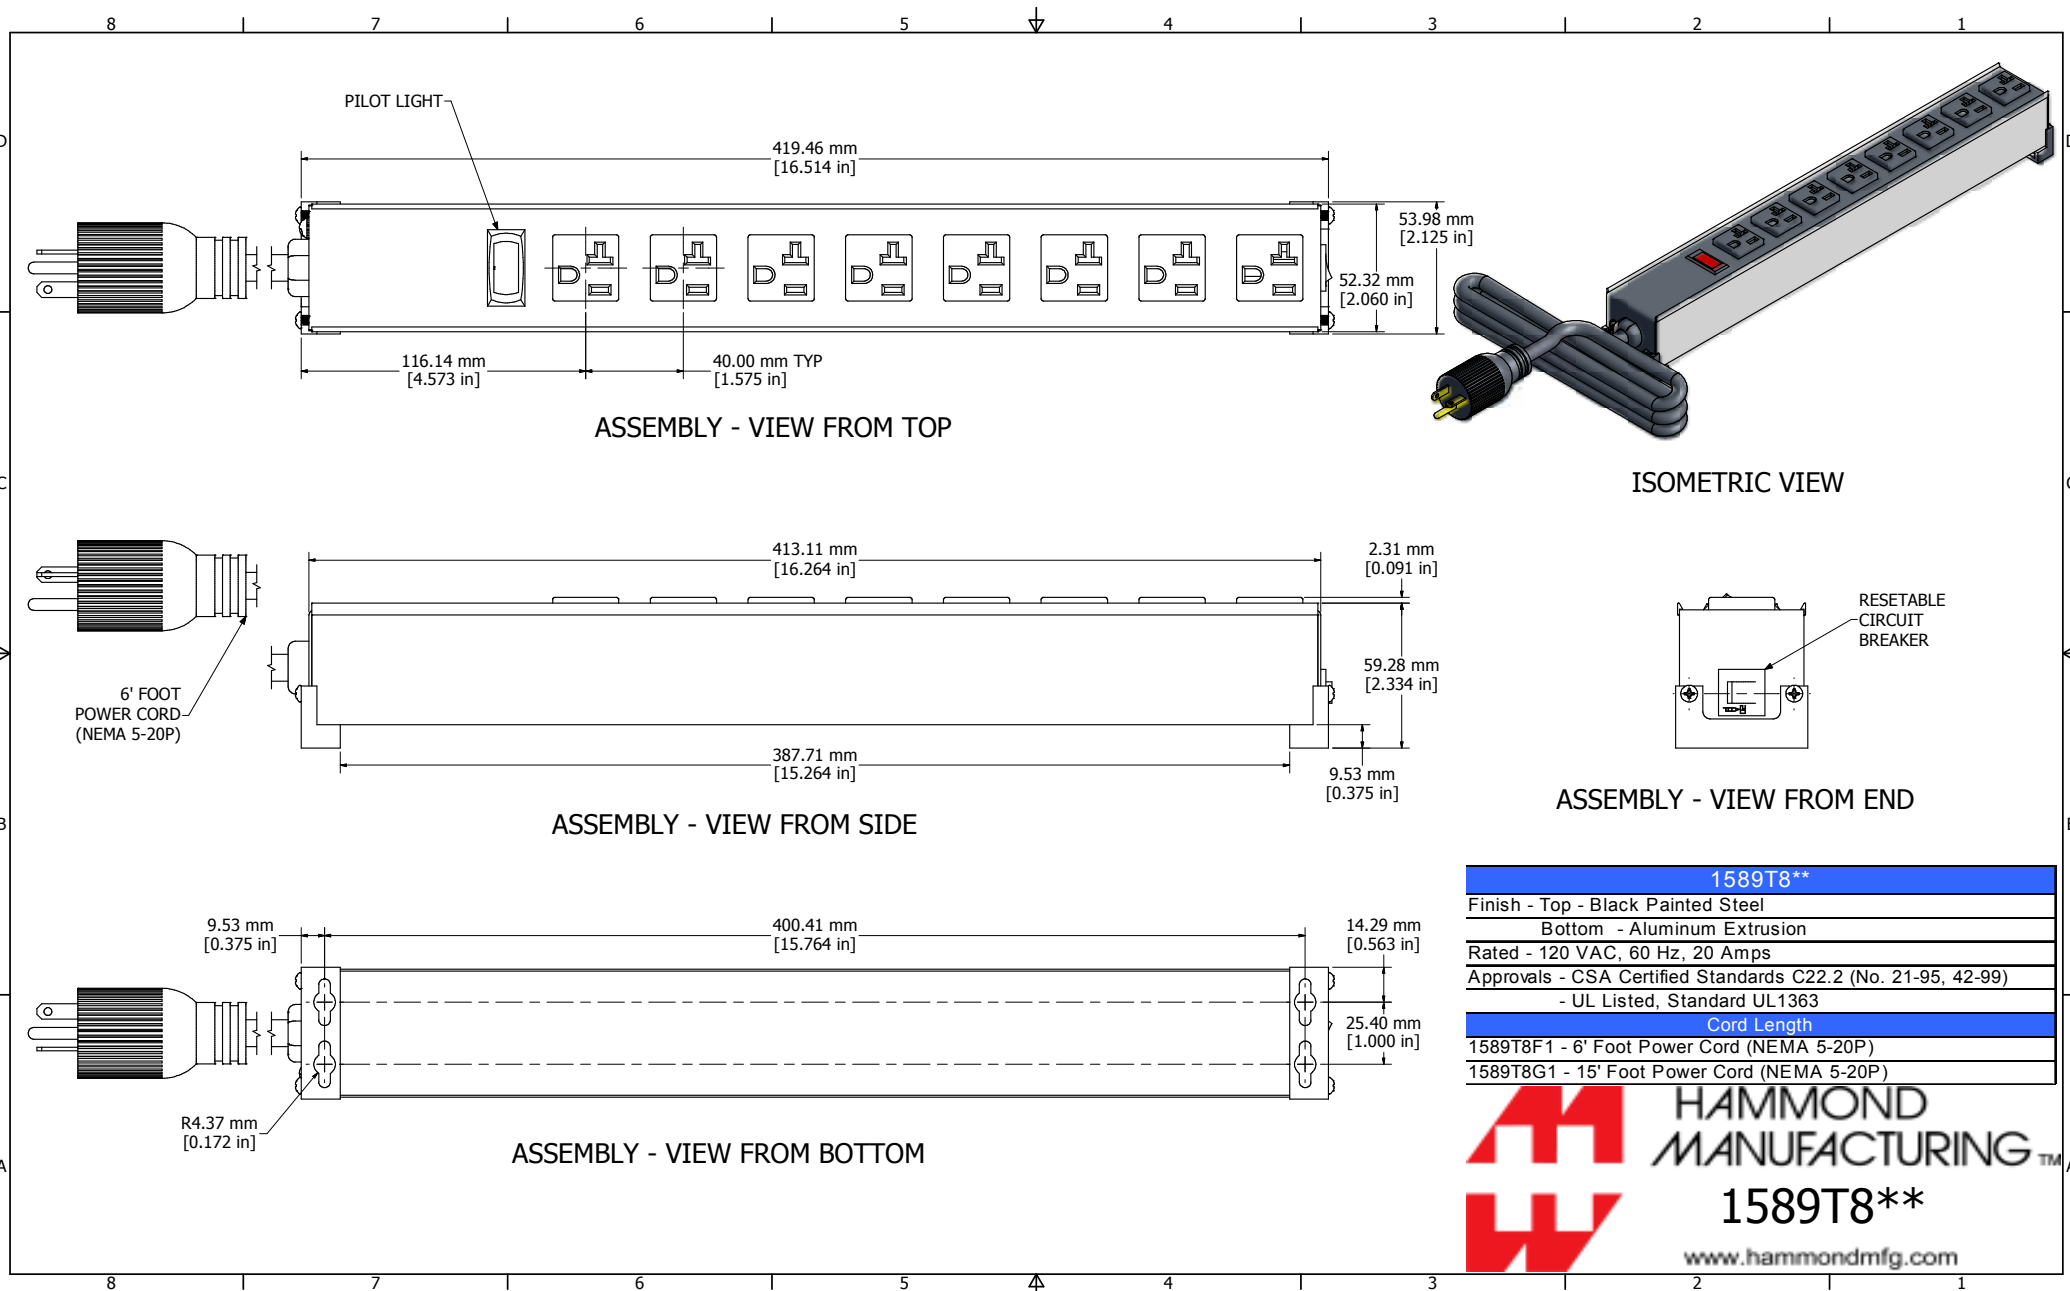 8 7 6 5 4 3 2 1
D
D
PILOT LIGHT
419.46 mm
[16.514 in]
53.98 mm
[2.125 in]
52.32 mm
[2.060 in]
116.14 mm
[4.573 in]
40.00 mm TYP
[1.575 in]
ASSEMBLY - VIEW FROM TOP
ISOMETRIC VIEW
C
C
413.11 mm
[16.264 in]
2.31 mm
[0.091 in]
59.28 mm
[2.334 in]
6' FOOT
POWER CORD
(NEMA 5-20P)
387.71 mm
[15.264 in]
9.53 mm
[0.375 in]
ASSEMBLY - VIEW FROM SIDE
RESETABLE
CIRCUIT
BREAKER
ASSEMBLY - VIEW FROM END
B
B
9.53 mm
[0.375 in]
400.41 mm
[15.764 in]
14.29 mm
[0.563 in]
25.40 mm
[1.000 in]
R4.37 mm
[0.172 in]
ASSEMBLY - VIEW FROM BOTTOM
1589T8**
Finish - Top - Black Painted Steel
Bottom - Aluminum Extrusion
Rated - 120 VAC, 60 Hz, 20 Amps
Approvals - CSA Certified Standards C22.2 (No. 21-95, 42-99)
- UL Listed, Standard UL1363
Cord Length
1589T8F1 - 6' Foot Power Cord (NEMA 5-20P)
1589T8G1 - 15' Foot Power Cord (NEMA 5-20P)
HAMMOND
MANUFACTURING TM
1589T8**
www.hammondmfg.com
A
A
8 7 6 5 4 3 2 1